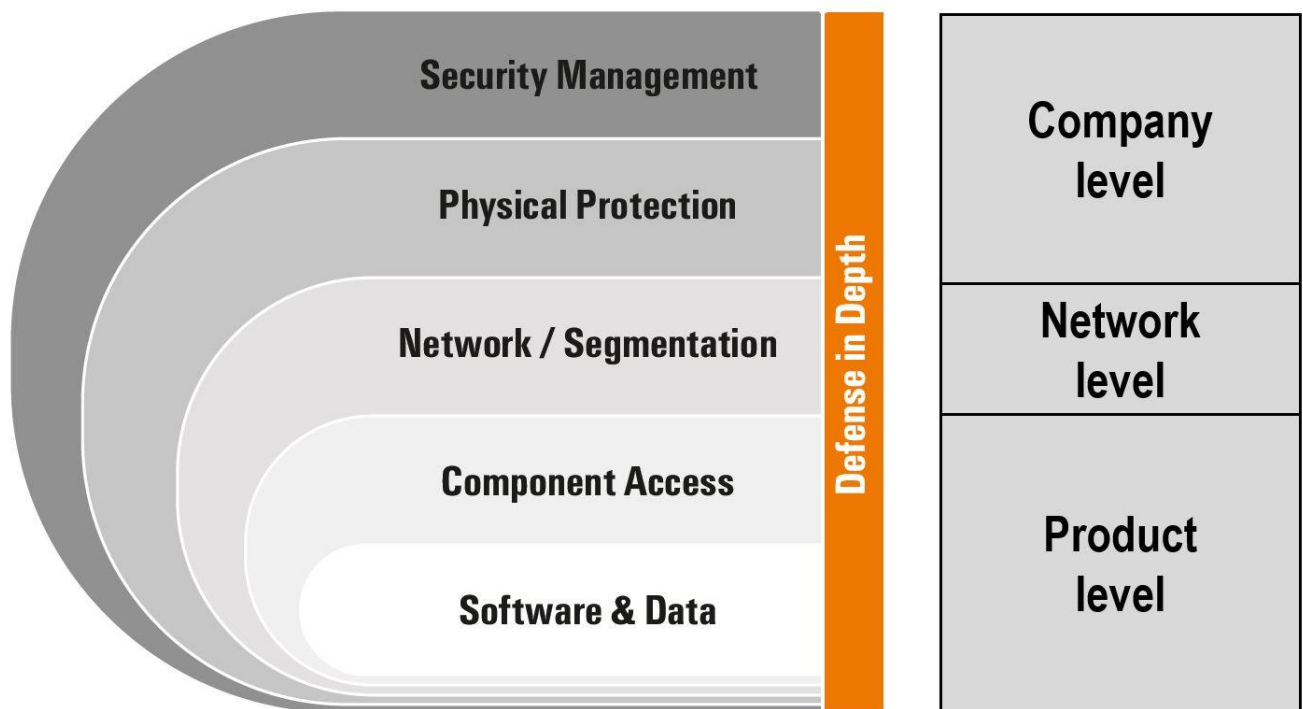 Security Management
Physical Protection
Network / Segmentation
Component Access
Software & Data
Defense in Depth
Company
level
Network
level
Product
level